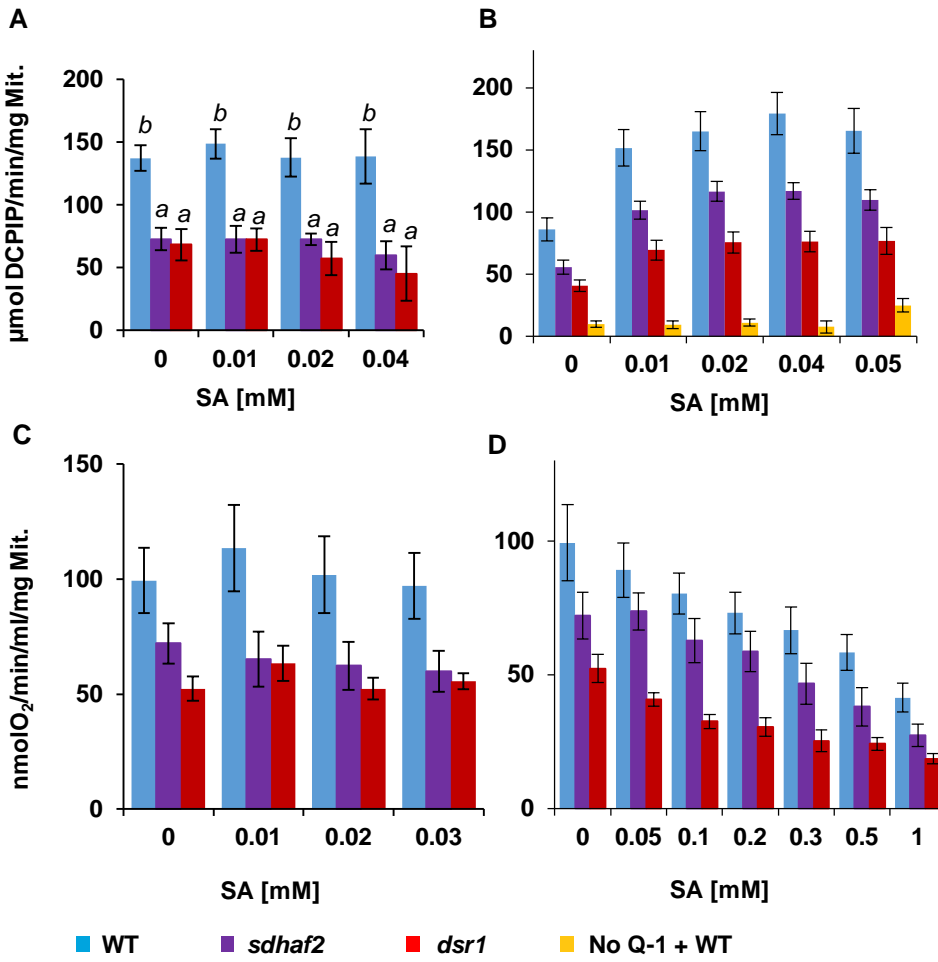 A
B
µmol DCPIP/min/mg Mit.
200
150
100
50
0
b b b b
a a a a a a a a
0 0.01 0.02 0.04
SA [mM]
200
150
100
50
0
0 0.01 0.02 0.04 0.05
SA [mM]
C
D
nmolO₂/min/ml/mg Mit.
150
100
50
0
0 0.01 0.02 0.03
SA [mM]
100
50
0
0 0.05 0.1 0.2 0.3 0.5 1
SA [mM]
WT sdhaf2 dsr1 No Q-1 + WT